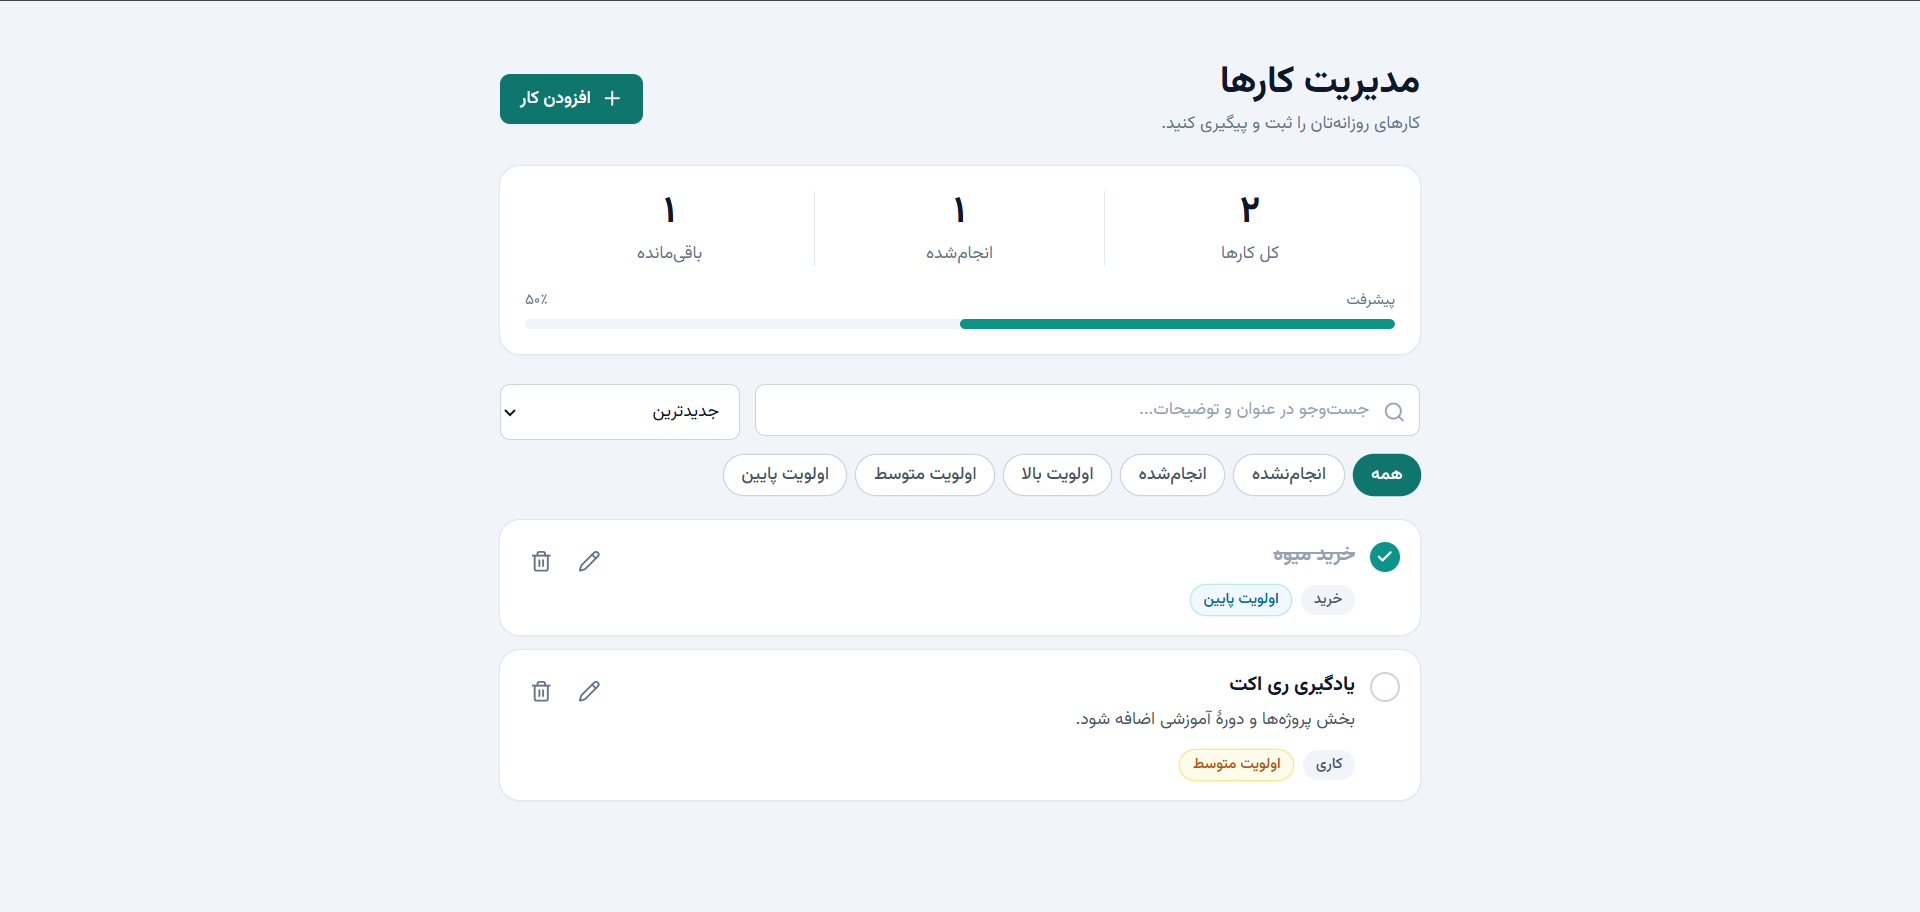 مدیریت کارها
کارهای روزانه‌تان را ثبت و پیگیری کنید.
افزودن کار
۲
کل کارها
۱
انجام‌شده
۱
باقی‌مانده
پیشرفت
۵۰٪
جست‌وجو در عنوان و توضیحات...
جدیدترین
همه
انجام‌نشده
انجام‌شده
اولویت بالا
اولویت متوسط
اولویت پایین
خرید میوه
خرید
اولویت پایین
یادگیری ری اکت
بخش پروژه‌ها و دورهٔ آموزشی اضافه شود.
کاری
اولویت متوسط